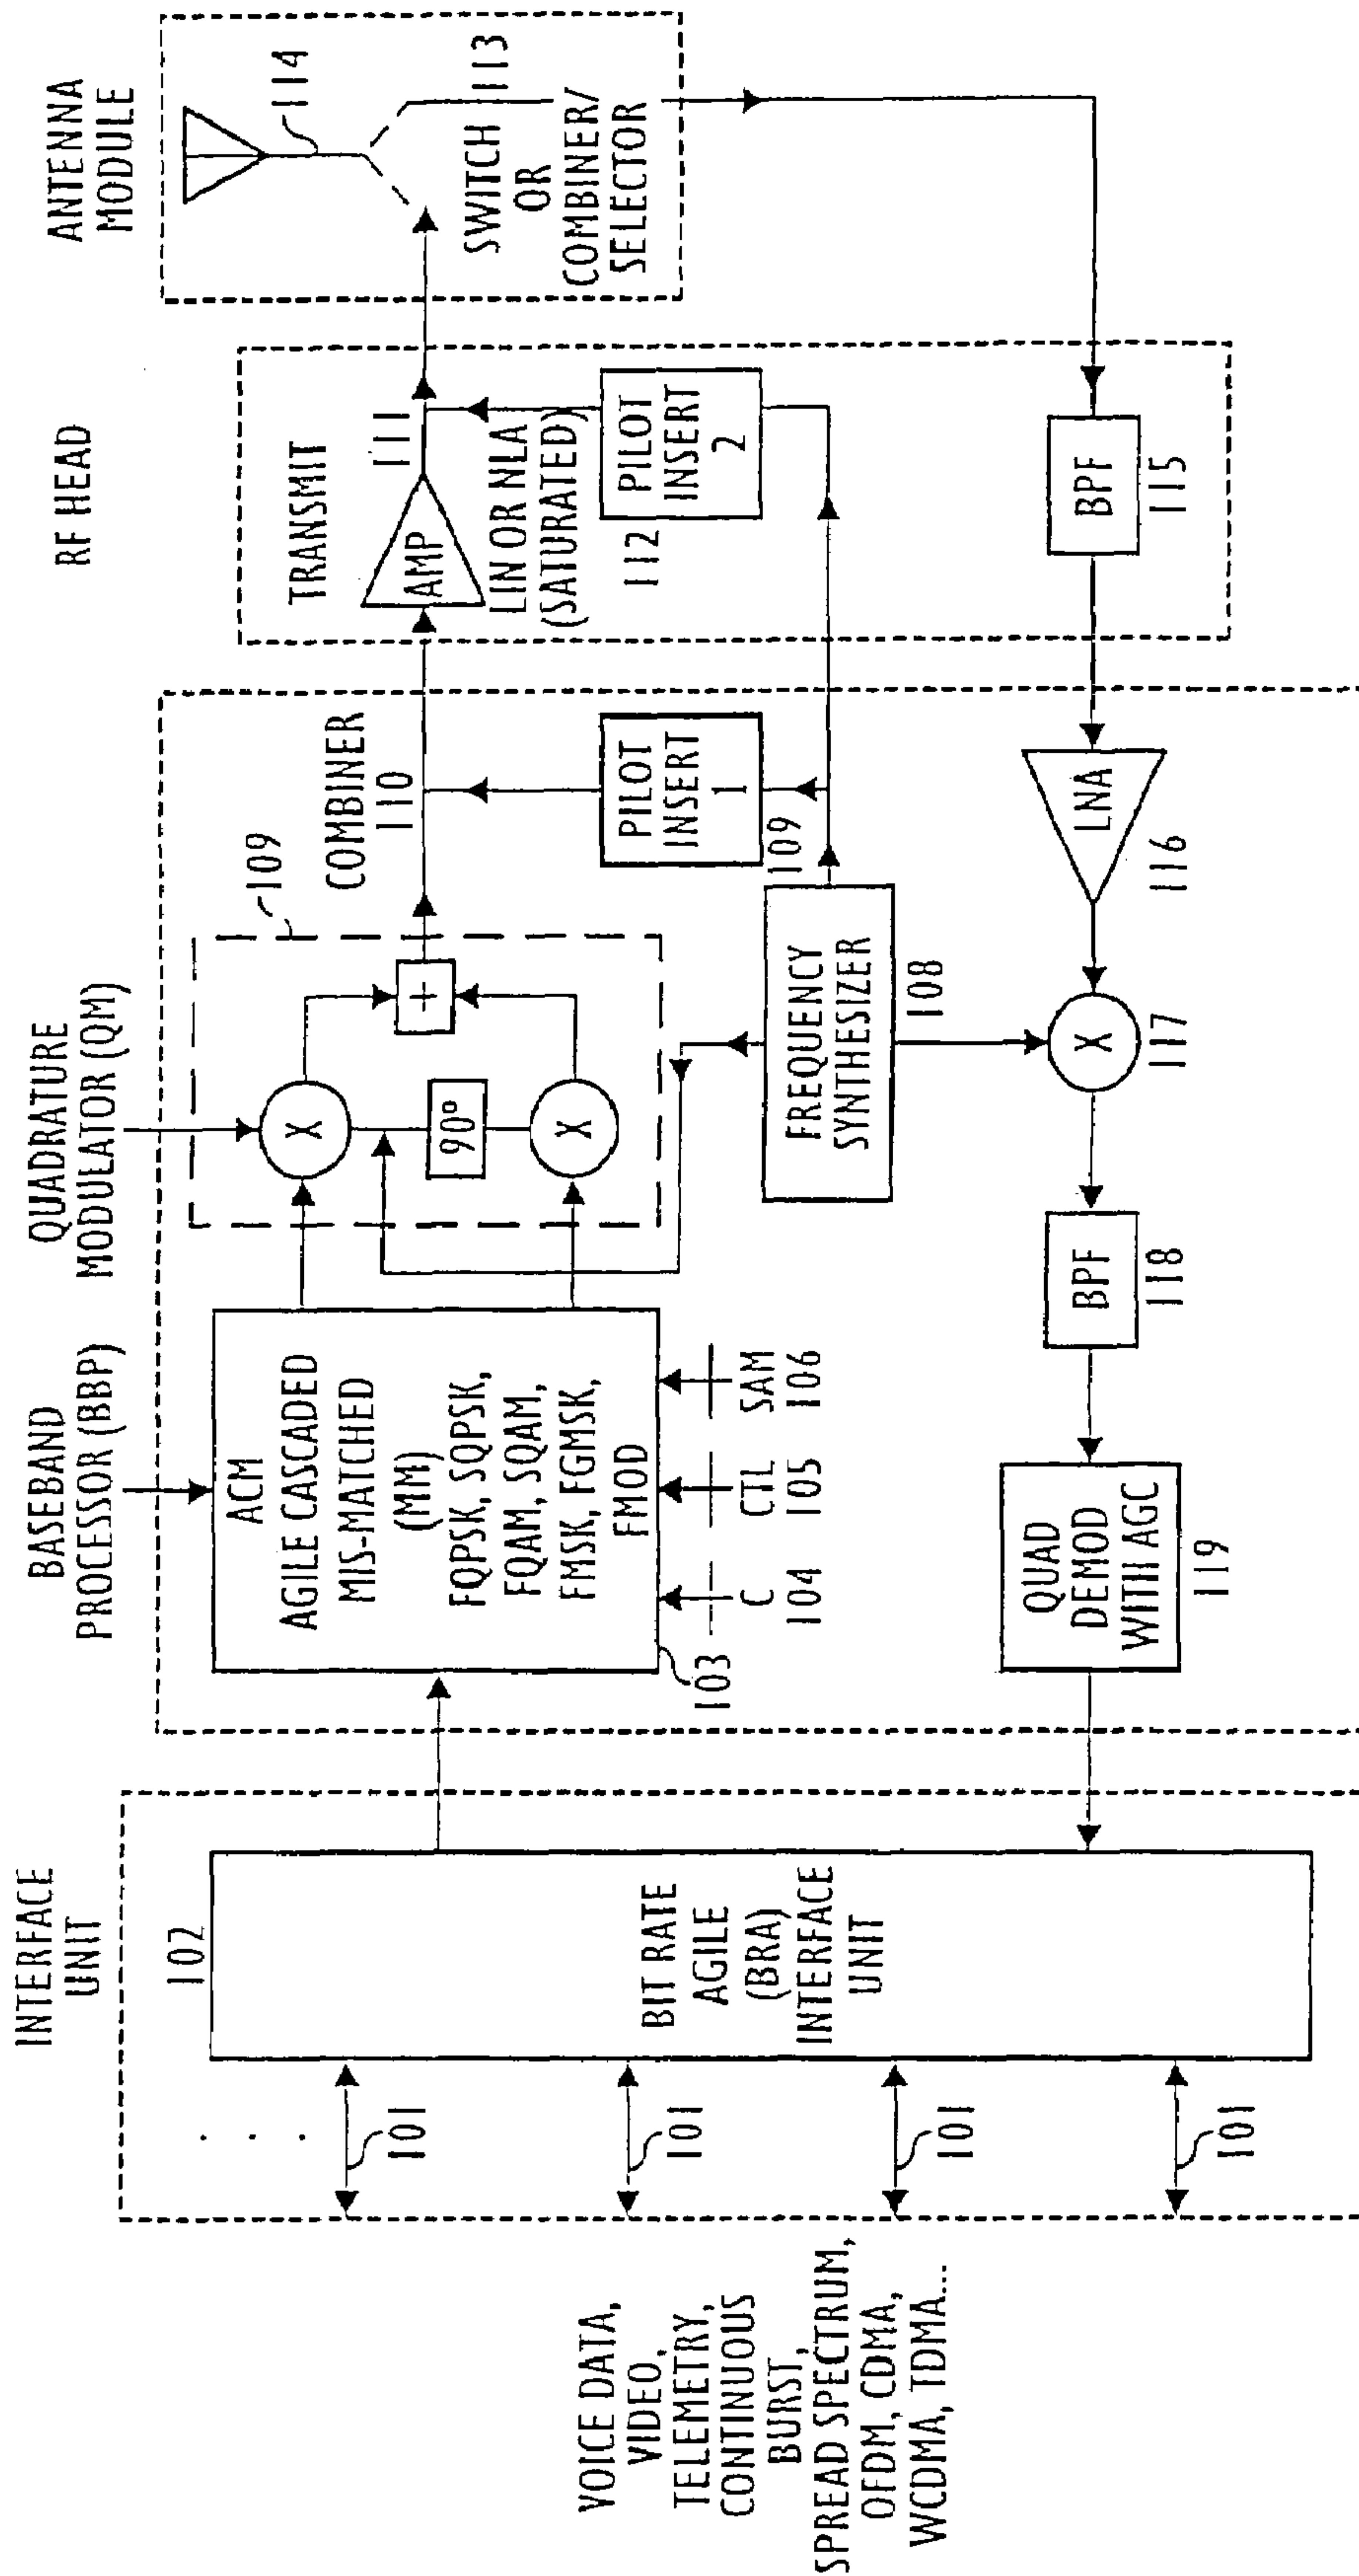 INTERFACE
UNIT
BASEBAND
PROCESSOR (BBP)
QUADRATURE
MODULATOR (QM)
RF HEAD
ANTENNA
MODULE
VOICE DATA,
VIDEO,
TELEMETRY,
CONTINUOUS
BURST,
SPREAD SPECTRUM,
OFDM, CDMA,
WCDMA, TDMA...
101
101
101
101
102
BIT RATE
AGILE
(BRA)
INTERFACE
UNIT
ACM
AGILE CASCADED
MIS-MATCHED
(MM)
FQPSK, SQPSK,
FQAM, SQAM,
FMSK, FGMSK,
FMOD
103
C
104
CTL
105
SAM
106
X
90°
X
+
109
COMBINER
110
PILOT
INSERT
1
109
FREQUENCY
SYNTHESIZER
108
TRANSMIT
AMP
111
LIN OR NLA
(SATURATED)
PILOT
INSERT
2
112
114
113
SWITCH
OR
COMBINER/
SELECTOR
BPF
115
LNA
116
X
117
BPF
118
QUAD
DEMOD
WITH AGC
119